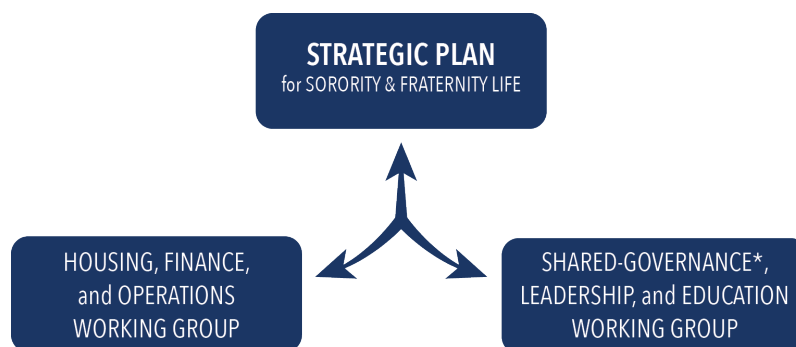 STRATEGIC PLAN
for SORORITY & FRATERNITY LIFE
HOUSING, FINANCE,
and OPERATIONS
WORKING GROUP
SHARED-GOVERNANCE*,
LEADERSHIP, and EDUCATION
WORKING GROUP